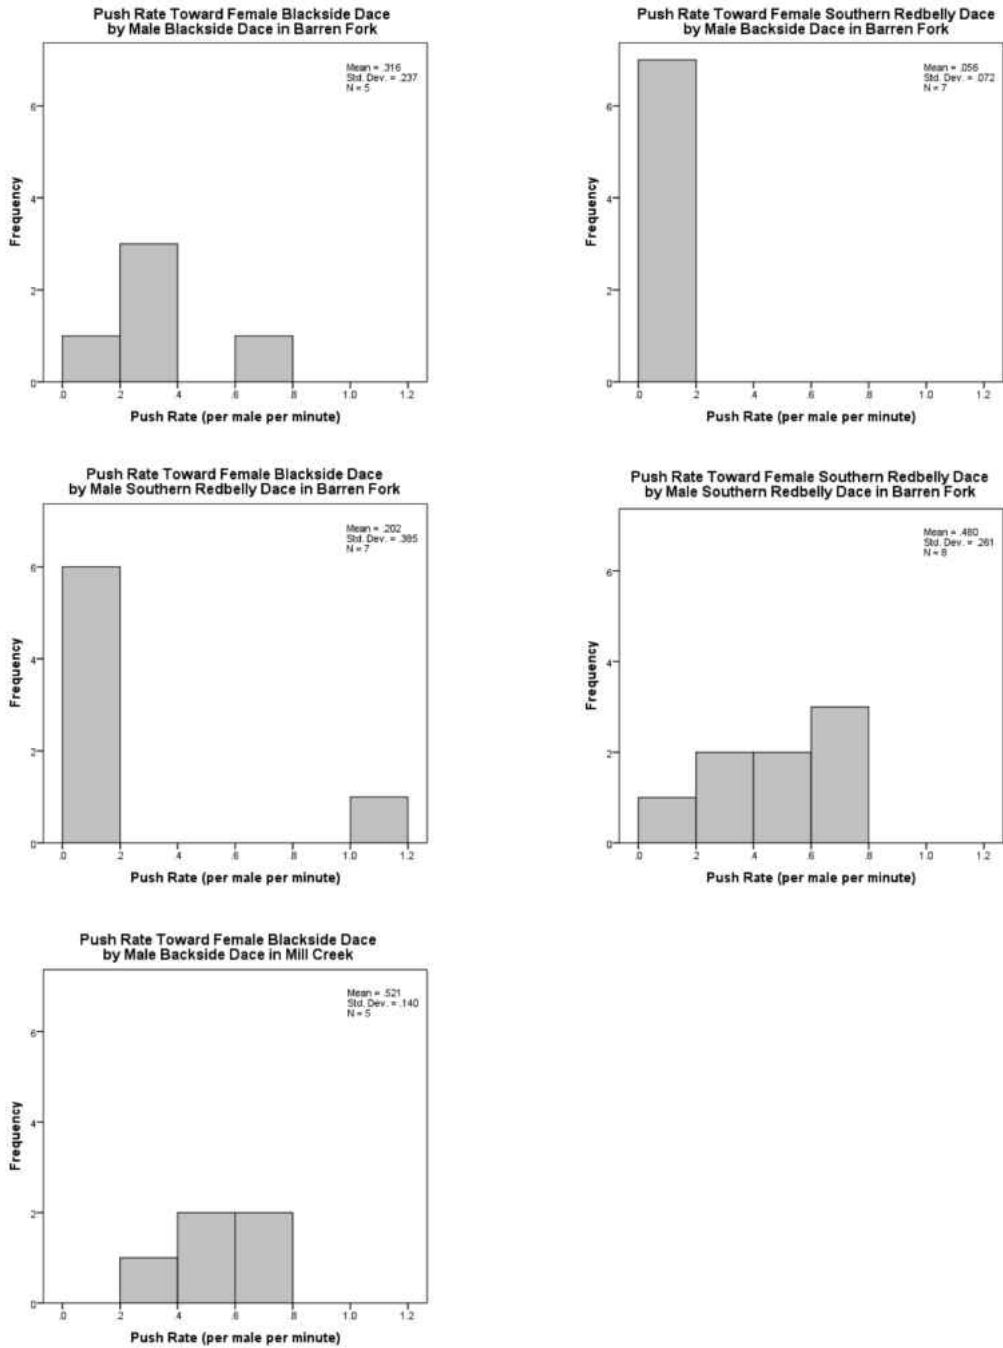 Push Rate Toward Female Blackside Dace
by Male Blackside Dace in Barren Fork
Mean = .316
Std. Dev. = .237
N = 5
6
4
2
0
Frequency
.0 .2 .4 .6 .8 1.0 1.2
Push Rate (per male per minute)
Push Rate Toward Female Southern Redbelly Dace
by Male Backside Dace in Barren Fork
Mean = .056
Std. Dev. = .072
N = 7
6
4
2
0
Frequency
.0 .2 .4 .6 .8 1.0 1.2
Push Rate (per male per minute)
Push Rate Toward Female Blackside Dace
by Male Southern Redbelly Dace in Barren Fork
Mean = .202
Std. Dev. = .385
N = 7
6
4
2
0
Frequency
.0 .2 .4 .6 .8 1.0 1.2
Push Rate (per male per minute)
Push Rate Toward Female Southern Redbelly Dace
by Male Southern Redbelly Dace in Barren Fork
Mean = .480
Std. Dev. = .261
N = 8
6
4
2
0
Frequency
.0 .2 .4 .6 .8 1.0 1.2
Push Rate (per male per minute)
Push Rate Toward Female Blackside Dace
by Male Backside Dace in Mill Creek
Mean = .521
Std. Dev. = .140
N = 5
6
4
2
0
Frequency
.0 .2 .4 .6 .8 1.0 1.2
Push Rate (per male per minute)